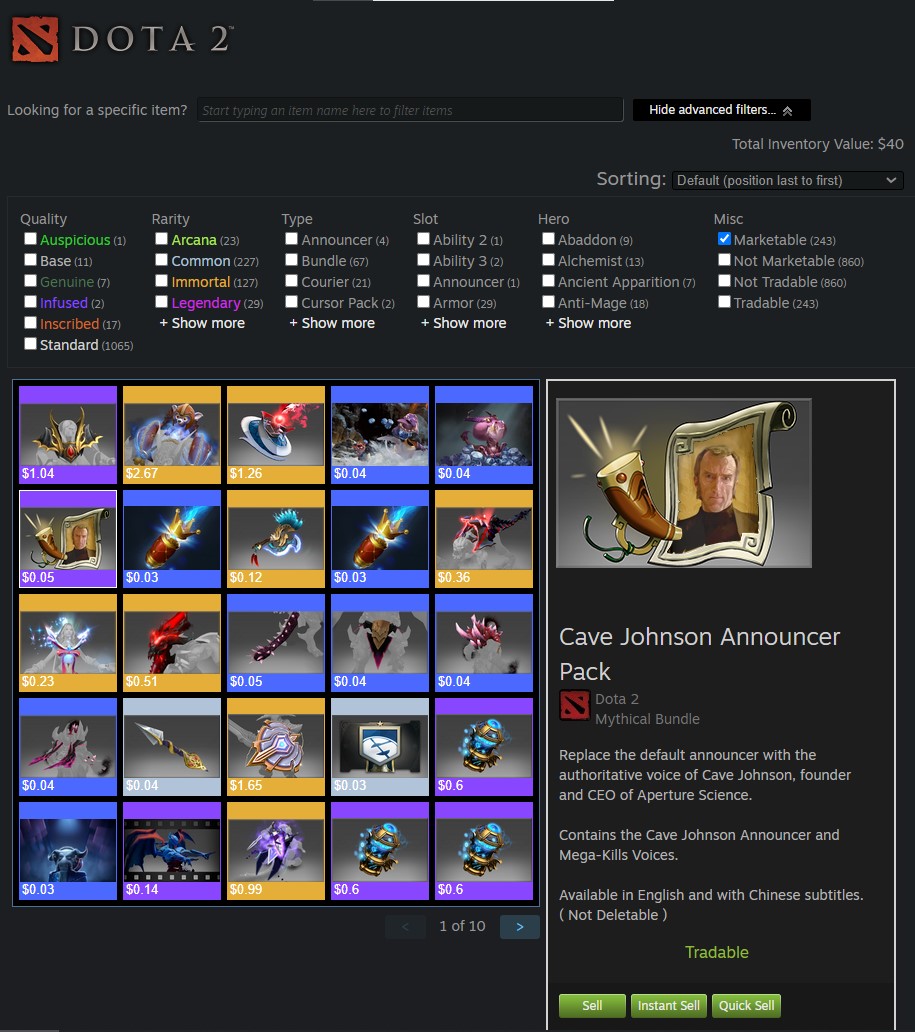 DOTA 2™
Looking for a specific item?
Start typing an item name here to filter items
Hide advanced filters...
Total Inventory Value: $40
Sorting:
Default (position last to first)
Quality
Auspicious (1)
Base (11)
Genuine (7)
Infused (2)
Inscribed (17)
Standard (1065)
Rarity
Arcana (23)
Common (227)
Immortal (127)
Legendary (29)
+ Show more
Type
Announcer (4)
Bundle (67)
Courier (21)
Cursor Pack (2)
+ Show more
Slot
Ability 2 (1)
Ability 3 (2)
Announcer (1)
Armor (29)
+ Show more
Hero
Abaddon (9)
Alchemist (13)
Ancient Apparition (7)
Anti-Mage (18)
+ Show more
Misc
Marketable (243)
Not Marketable (860)
Not Tradable (860)
Tradable (243)
$1.04 $2.67 $1.26 $0.04 $0.04
$0.05 $0.03 $0.12 $0.03 $0.36
$0.23 $0.51 $0.05 $0.04 $0.04
$0.04 $0.04 $1.65 $0.03 $0.6
$0.03 $0.14 $0.99 $0.6 $0.6
< 1 of 10 >
Cave Johnson Announcer
Pack
Dota 2
Mythical Bundle
Replace the default announcer with the
authoritative voice of Cave Johnson, founder
and CEO of Aperture Science.
Contains the Cave Johnson Announcer and
Mega-Kills Voices.
Available in English and with Chinese subtitles.
( Not Deletable )
Tradable
Sell
Instant Sell
Quick Sell